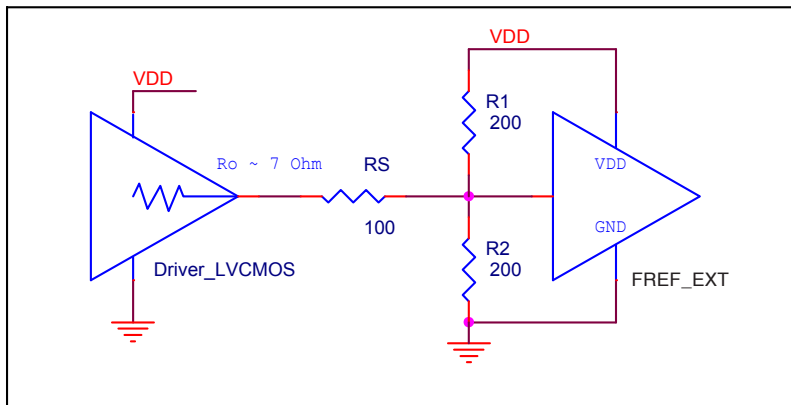 VDD
VDD
R1
200
Ro ~ 7 Ohm
RS
VDD
100
GND
R2
200
Driver_LVCMOS
FREF_EXT